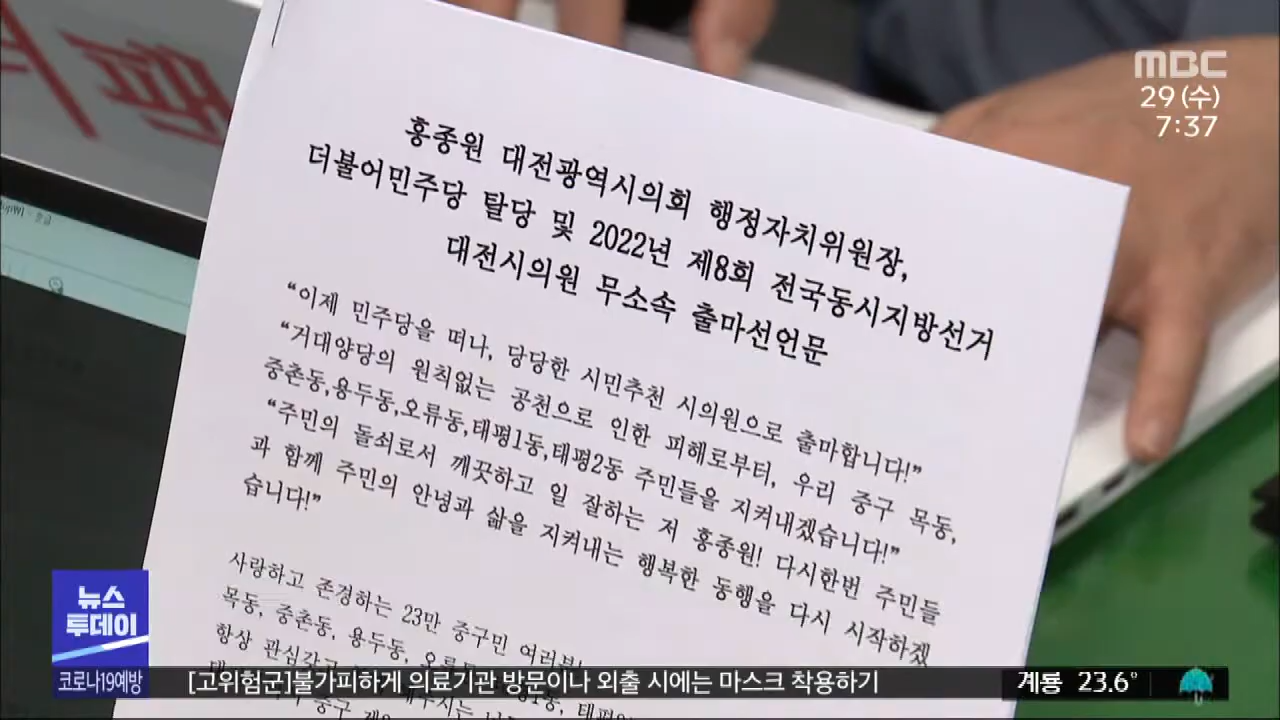 MBC
29 (수)
7:37
홍종원 대전광역시의회 행정자치위원장,
더불어민주당 탈당 및 2022년 제8회 전국동시지방선거
대전시의원 무소속 출마선언문
“이제 민주당을 떠나, 당당한 시민추천 시의원으로 출마합니다!”
“거대양당의 원칙없는 공천으로 인한 피해로부터, 우리 중구 목동,
중촌동,용두동,오류동,태평1동,태평2동 주민들을 지켜내겠습니다!”
“주민의 돌쇠로서 깨끗하고 일 잘하는 저 홍종원! 다시한번 주민들
과 함께 주민의 안녕과 삶을 지켜내는 행복한 동행을 다시 시작하겠
습니다!”
사랑하고 존경하는 23만 중구민 여러분!
목동, 중촌동, 용두동,
항상 관심갖고
뉴스
투데이
코로나19예방
[고위험군]불가피하게 의료기관 방문이나 외출 시에는 마스크 착용하기
계룡 23.6°